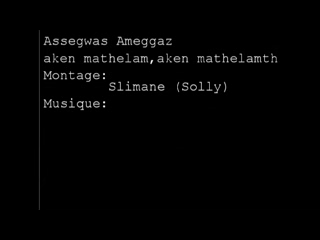 Assegwas Ameggaz
aken mathelam,aken mathelamth
Montage:
Slimane (Solly)
Musique: